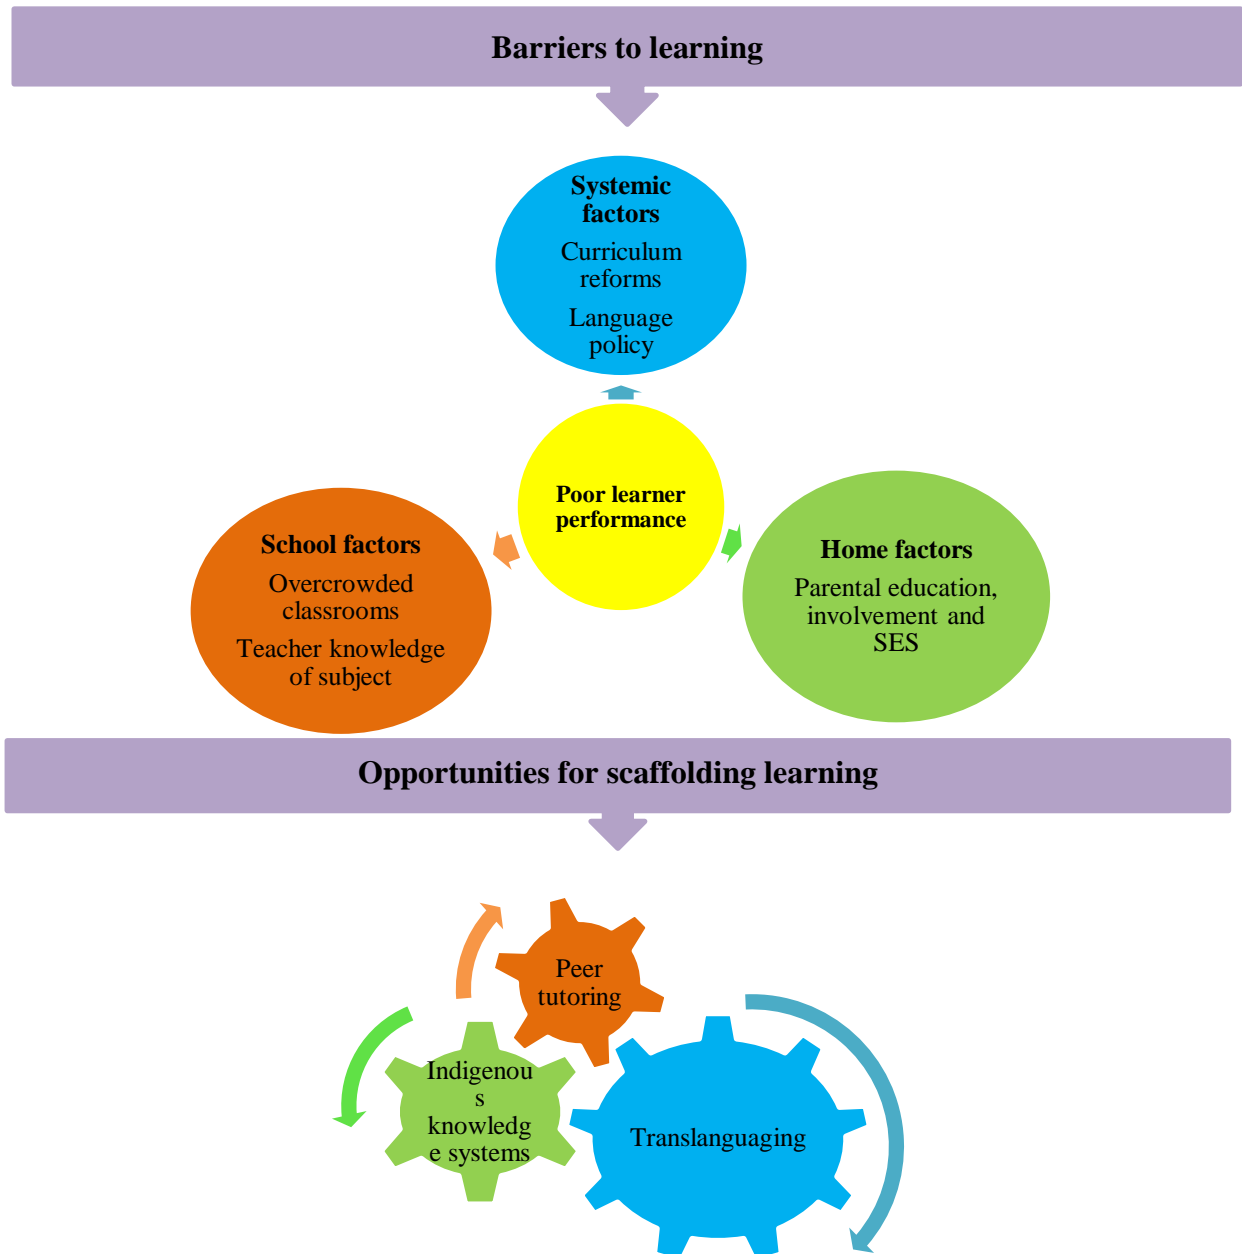 Barriers to learning
Systemic
factors
Curriculum
reforms
Language
policy
Poor learner
performance
School factors
Overcrowded
classrooms
Teacher knowledge
of subject
Home factors
Parental education,
involvement and
SES
Opportunities for scaffolding learning
Peer
tutoring
Indigenou
s
knowledg
e systems
Translanguaging